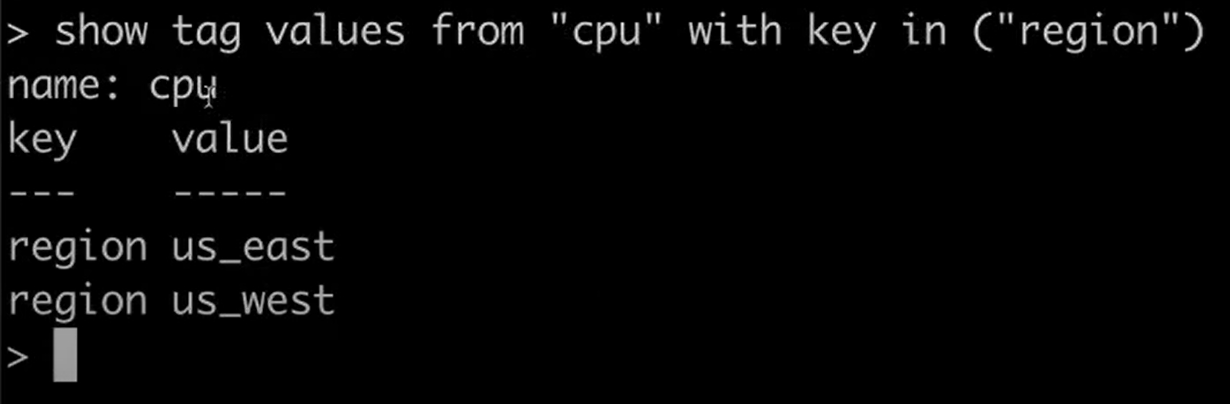 > show tag values from "cpu" with key in ("region")
name: cpu
key    value
---    -----
region us_east
region us_west
>